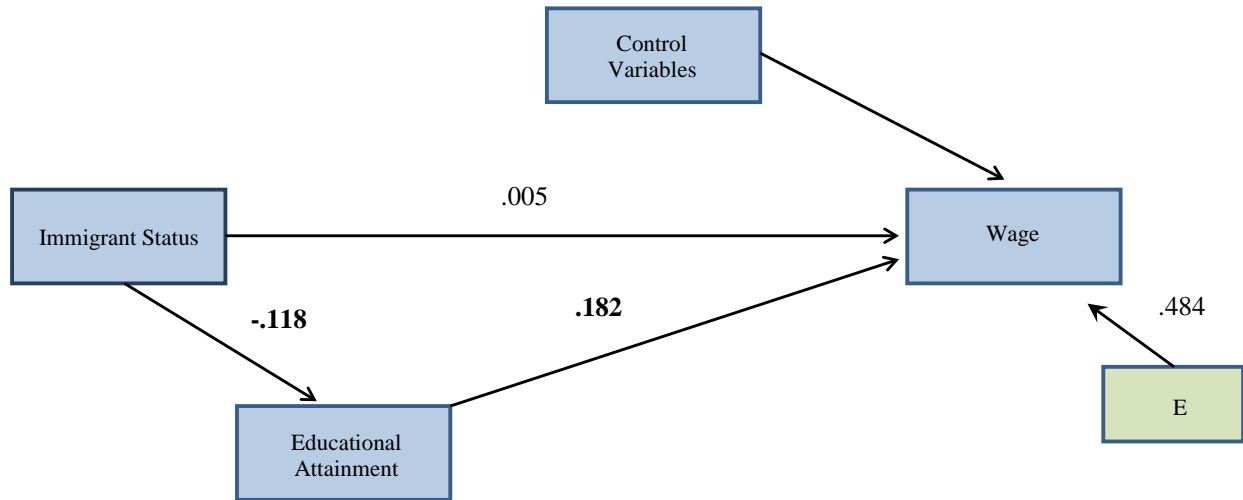 Control
Variables
.005
Immigrant Status
Wage
-.118
.182
.484
E
Educational
Attainment